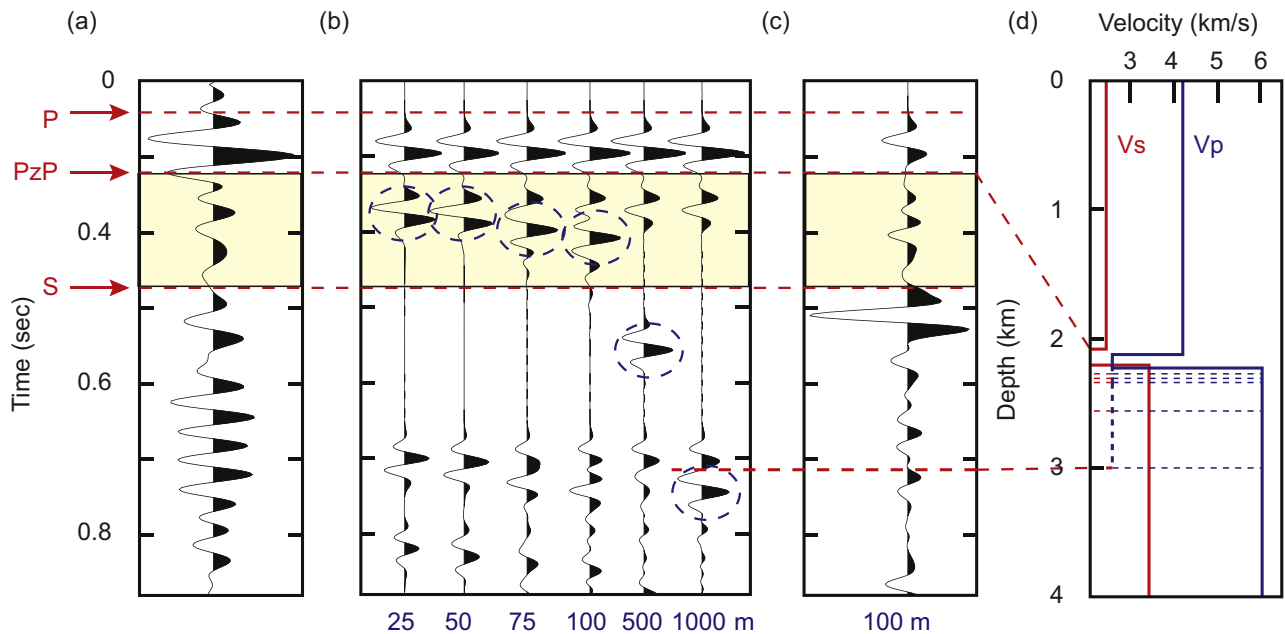 (a)
(b)
(c)
(d)
Velocity (km/s)
3 4 5 6
0
P
PzP
0.4
S
0.6
0.8
Time (sec)
25 50 75 100 500 1000 m
100 m
Depth (km)
0
1
2
3
4
Vs
Vp